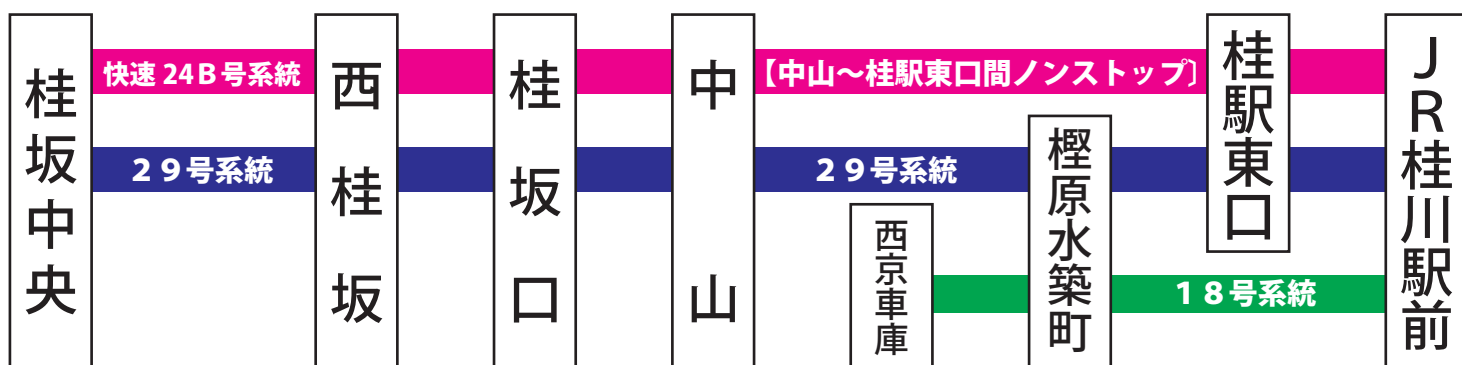 桂坂中央
快速24B号系統
29号系統
西桂坂
桂坂口
中山
【中山～桂駅東口間ノンストップ】
29号系統
西京車庫
樫原水築町
桂駅東口
18号系統
JR桂川駅前